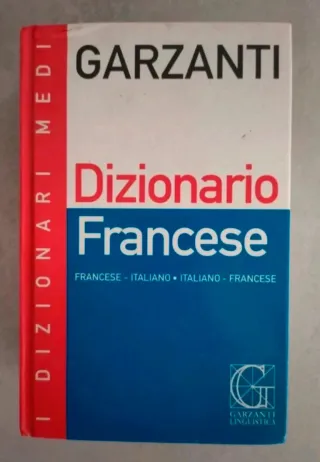 GARZANTI
I DIZIONARI MEDI
Dizionario
Francese
FRANCESE - ITALIANO • ITALIANO - FRANCESE
G
GARZANTI
LINGUISTICA